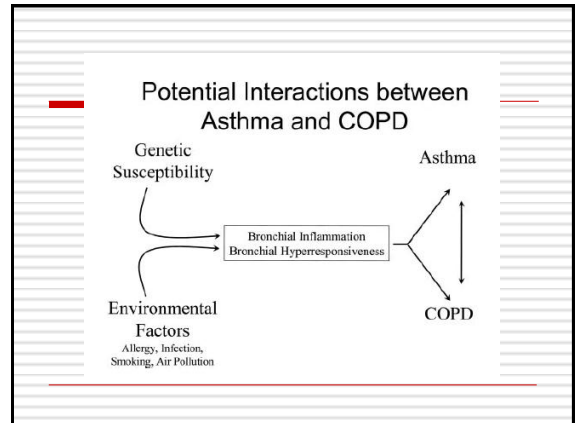 Potential Interactions between
Asthma and COPD
Genetic
Susceptibility
Asthma
Bronchial Inflammation
Bronchial Hyperresponsiveness
Environmental
Factors
Allergy, Infection,
Smoking, Air Pollution
COPD